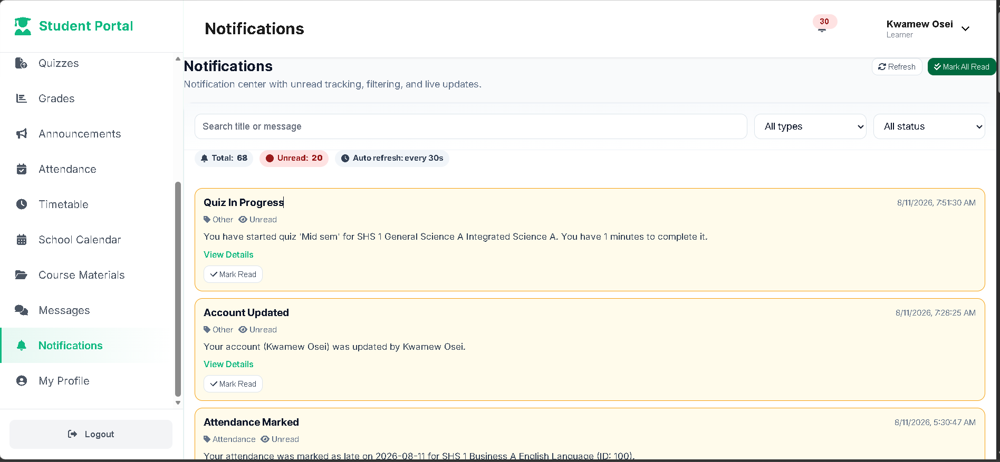 Student Portal
Notifications
30
Kwamew Osei
Learner
Quizzes
Grades
Announcements
Attendance
Timetable
School Calendar
Course Materials
Messages
Notifications
My Profile
Logout
Notifications
Refresh
Mark All Read
Notification center with unread tracking, filtering, and live updates.
Search title or message
All types
All status
Total: 68
Unread: 20
Auto refresh: every 30s
Quiz In Progress
8/11/2026, 7:51:30 AM
Other Unread
You have started quiz 'Mid sem' for SHS 1 General Science A Integrated Science A. You have 1 minutes to complete it.
View Details
Mark Read
Account Updated
8/11/2026, 7:28:25 AM
Other Unread
Your account (Kwamew Osei) was updated by Kwamew Osei.
View Details
Mark Read
Attendance Marked
8/11/2026, 5:30:47 AM
Attendance Unread
Your attendance was marked as late on 2026-08-11 for SHS 1 Business A English Language (ID: 100).